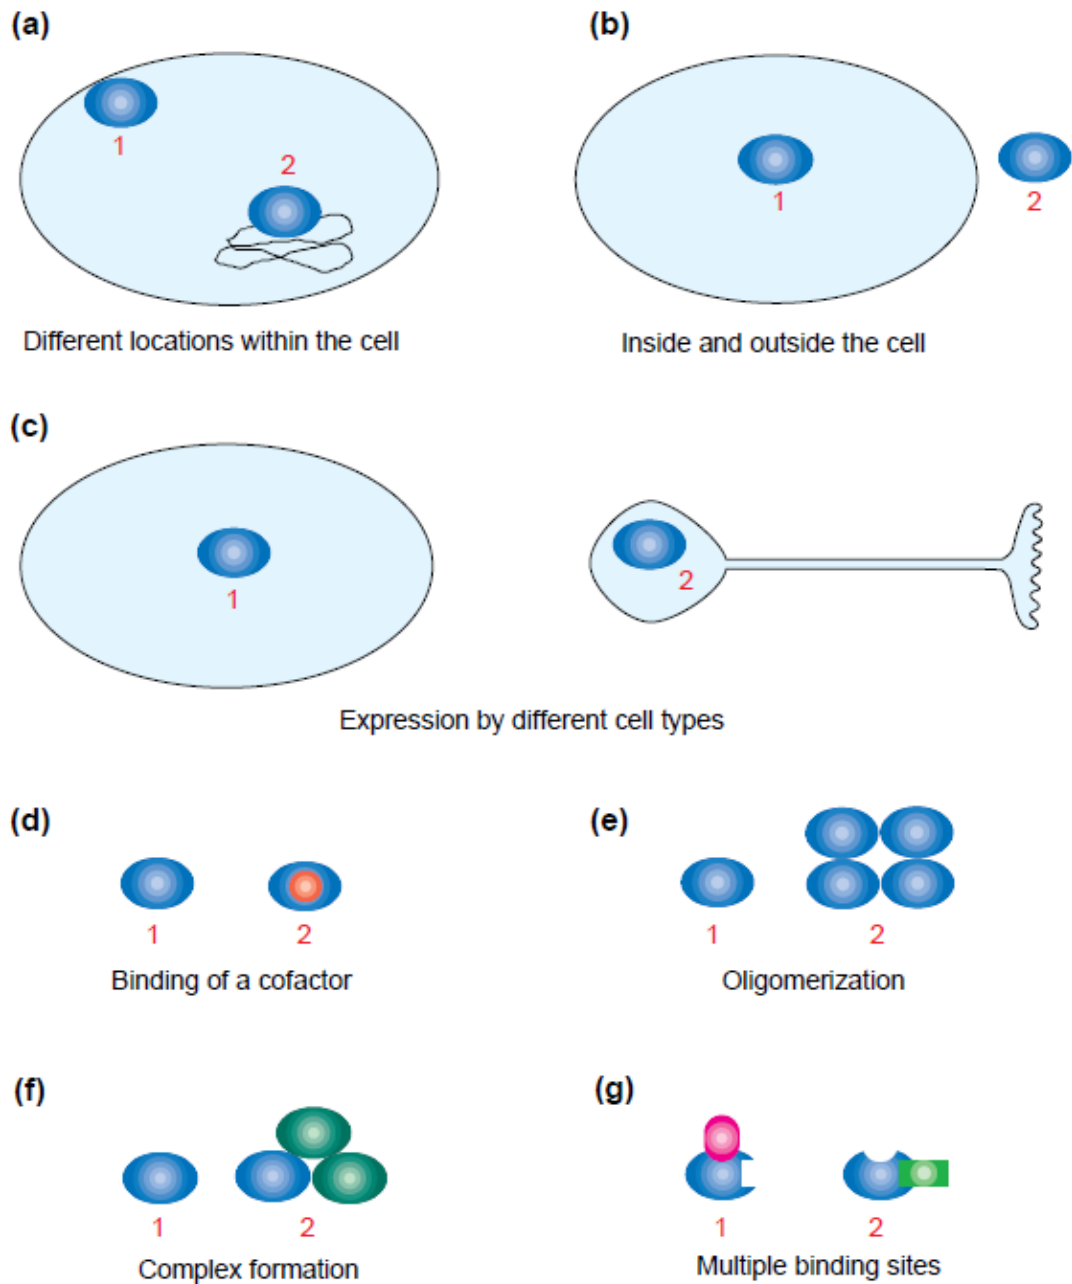 (a)
(b)
1
2
1
2
Different locations within the cell
Inside and outside the cell
(c)
1
2
Expression by different cell types
(d)
(e)
1
2
1
2
Binding of a cofactor
Oligomerization
(f)
(g)
1
2
1
2
Complex formation
Multiple binding sites